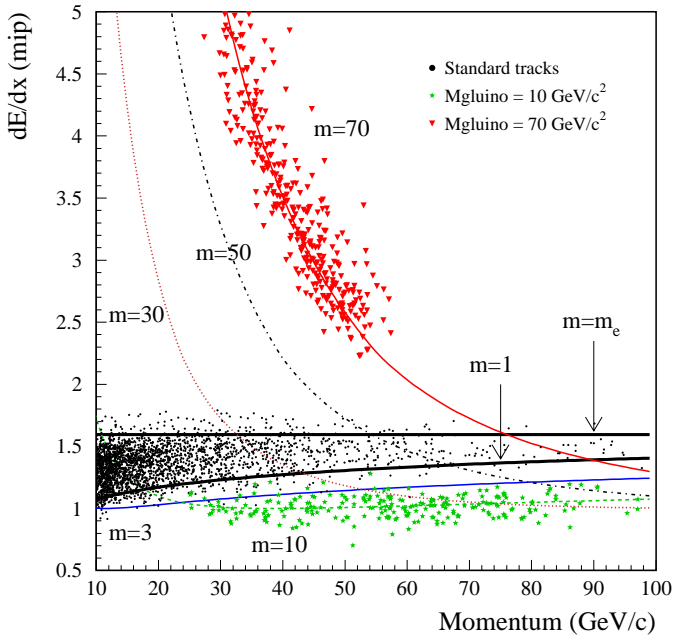 dE/dx (mip)
5
4.5
4
3.5
3
2.5
2
1.5
1
0.5
Standard tracks
Mgluino = 10 GeV/c²
Mgluino = 70 GeV/c²
m=70
m=50
m=30
m=mₑ
m=1
m=3
m=10
10 20 30 40 50 60 70 80 90 100
Momentum (GeV/c)